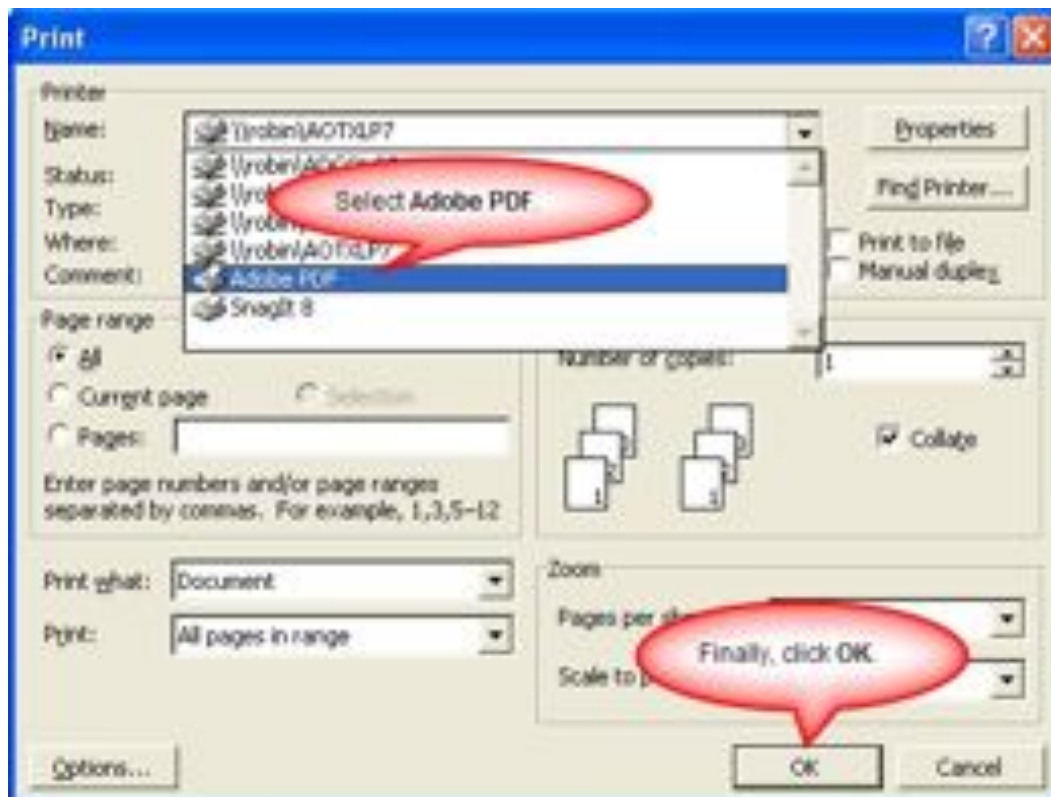 Print
Printer
Name:
\\robin\AOTXLP7
Properties
Status:
Type:
Where:
Comment:
Select Adobe PDF
\\robin\AOTXLP7
Adobe PDF
SnagIt 8
Find Printer...
Print to file
Manual duplex
Page range
All
Current page
Selection
Pages:
Enter page numbers and/or page ranges
separated by commas. For example, 1,3,5-12
Number of copies:
1
Collate
Print what:
Document
Print:
All pages in range
Zoom
Pages per
Scale to
Finally, click OK.
Options...
OK
Cancel